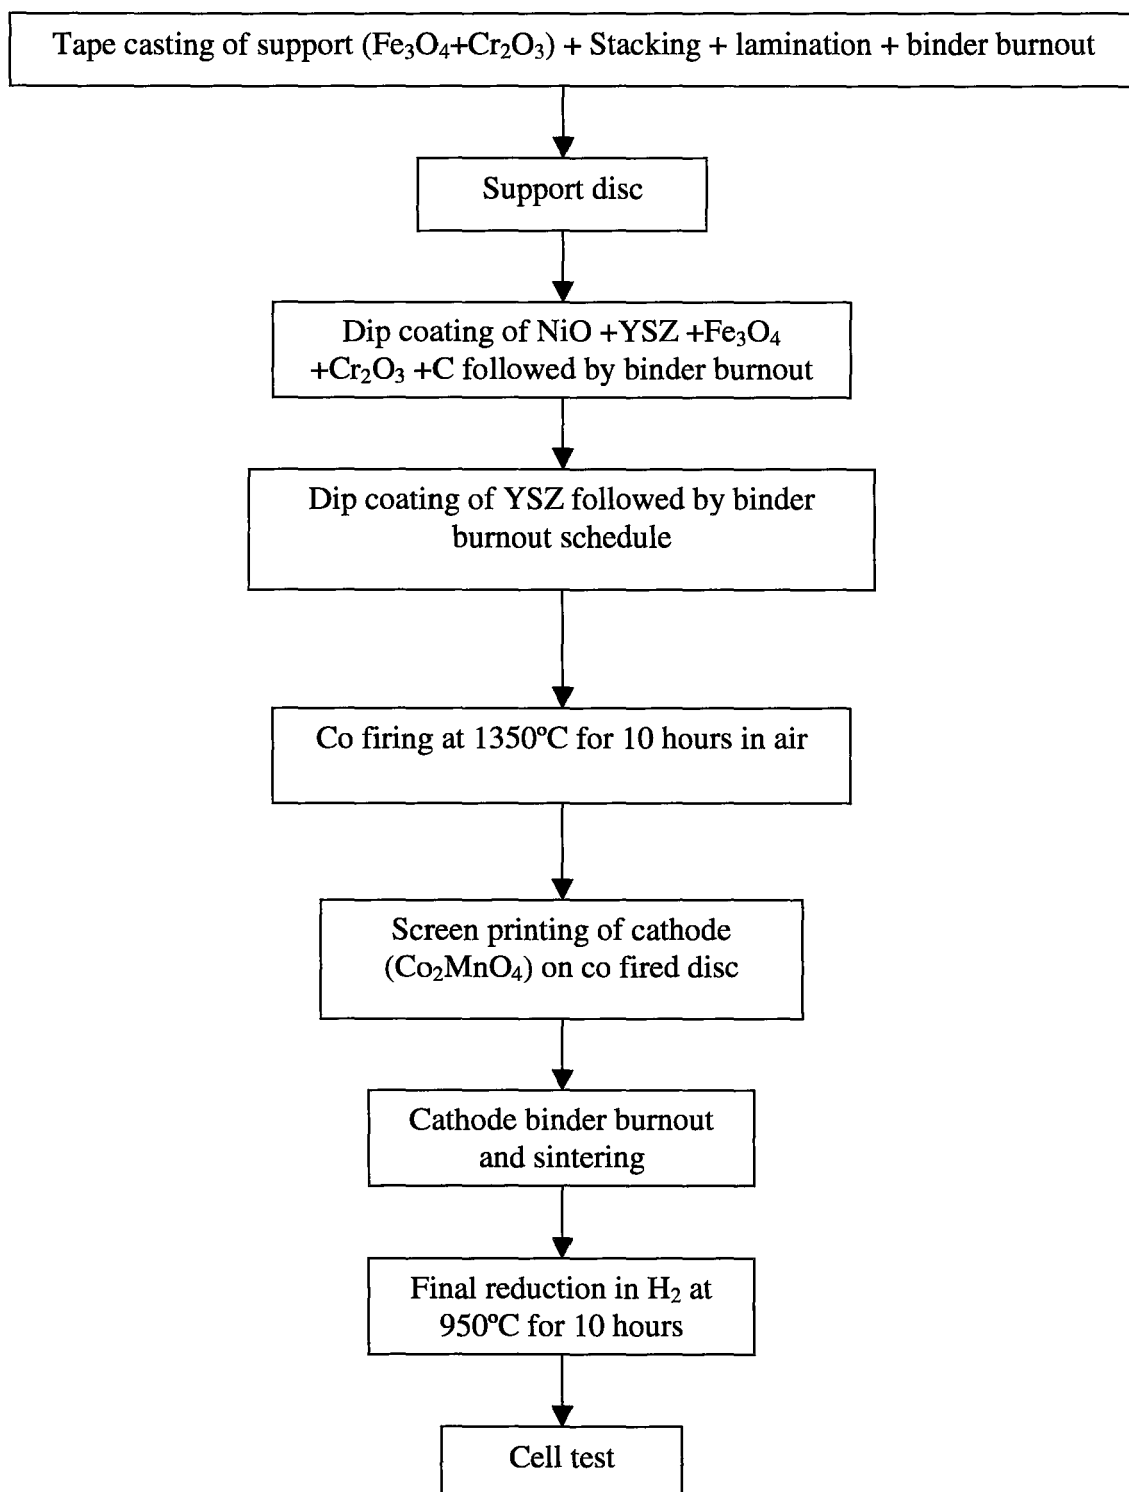 Tape casting of support (Fe₃O₄+Cr₂O₃) + Stacking + lamination + binder burnout
Support disc
Dip coating of NiO +YSZ +Fe₃O₄
+Cr₂O₃ +C followed by binder burnout
Dip coating of YSZ followed by binder
burnout schedule
Co firing at 1350ºC for 10 hours in air
Screen printing of cathode
(Co₂MnO₄) on co fired disc
Cathode binder burnout
and sintering
Final reduction in H₂ at
950ºC for 10 hours
Cell test